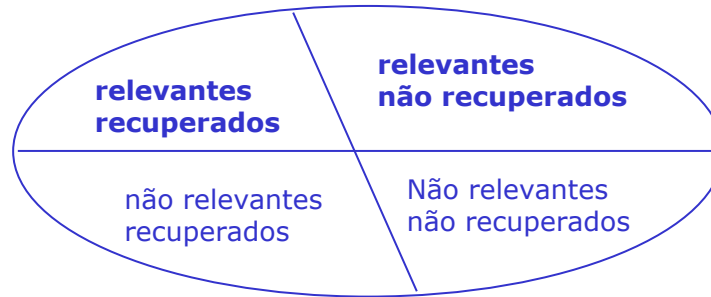 relevantes
recuperados
relevantes
não recuperados
não relevantes
recuperados
Não relevantes
não recuperados